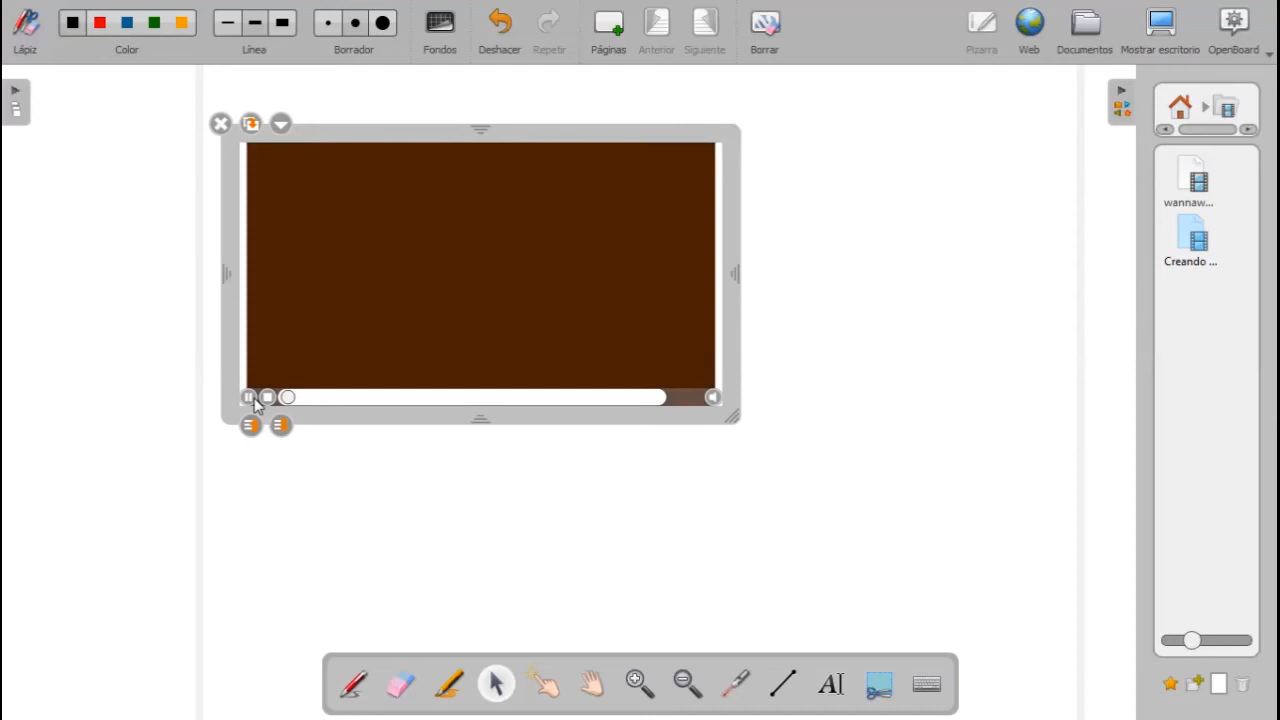 Lápiz Color Línea Borrador Fondos Deshacer Repetir Páginas Anterior Siguiente Borrar Pizarra Web Documentos Mostrar escritorio OpenBoard
wannaw...
Creando ...
AI